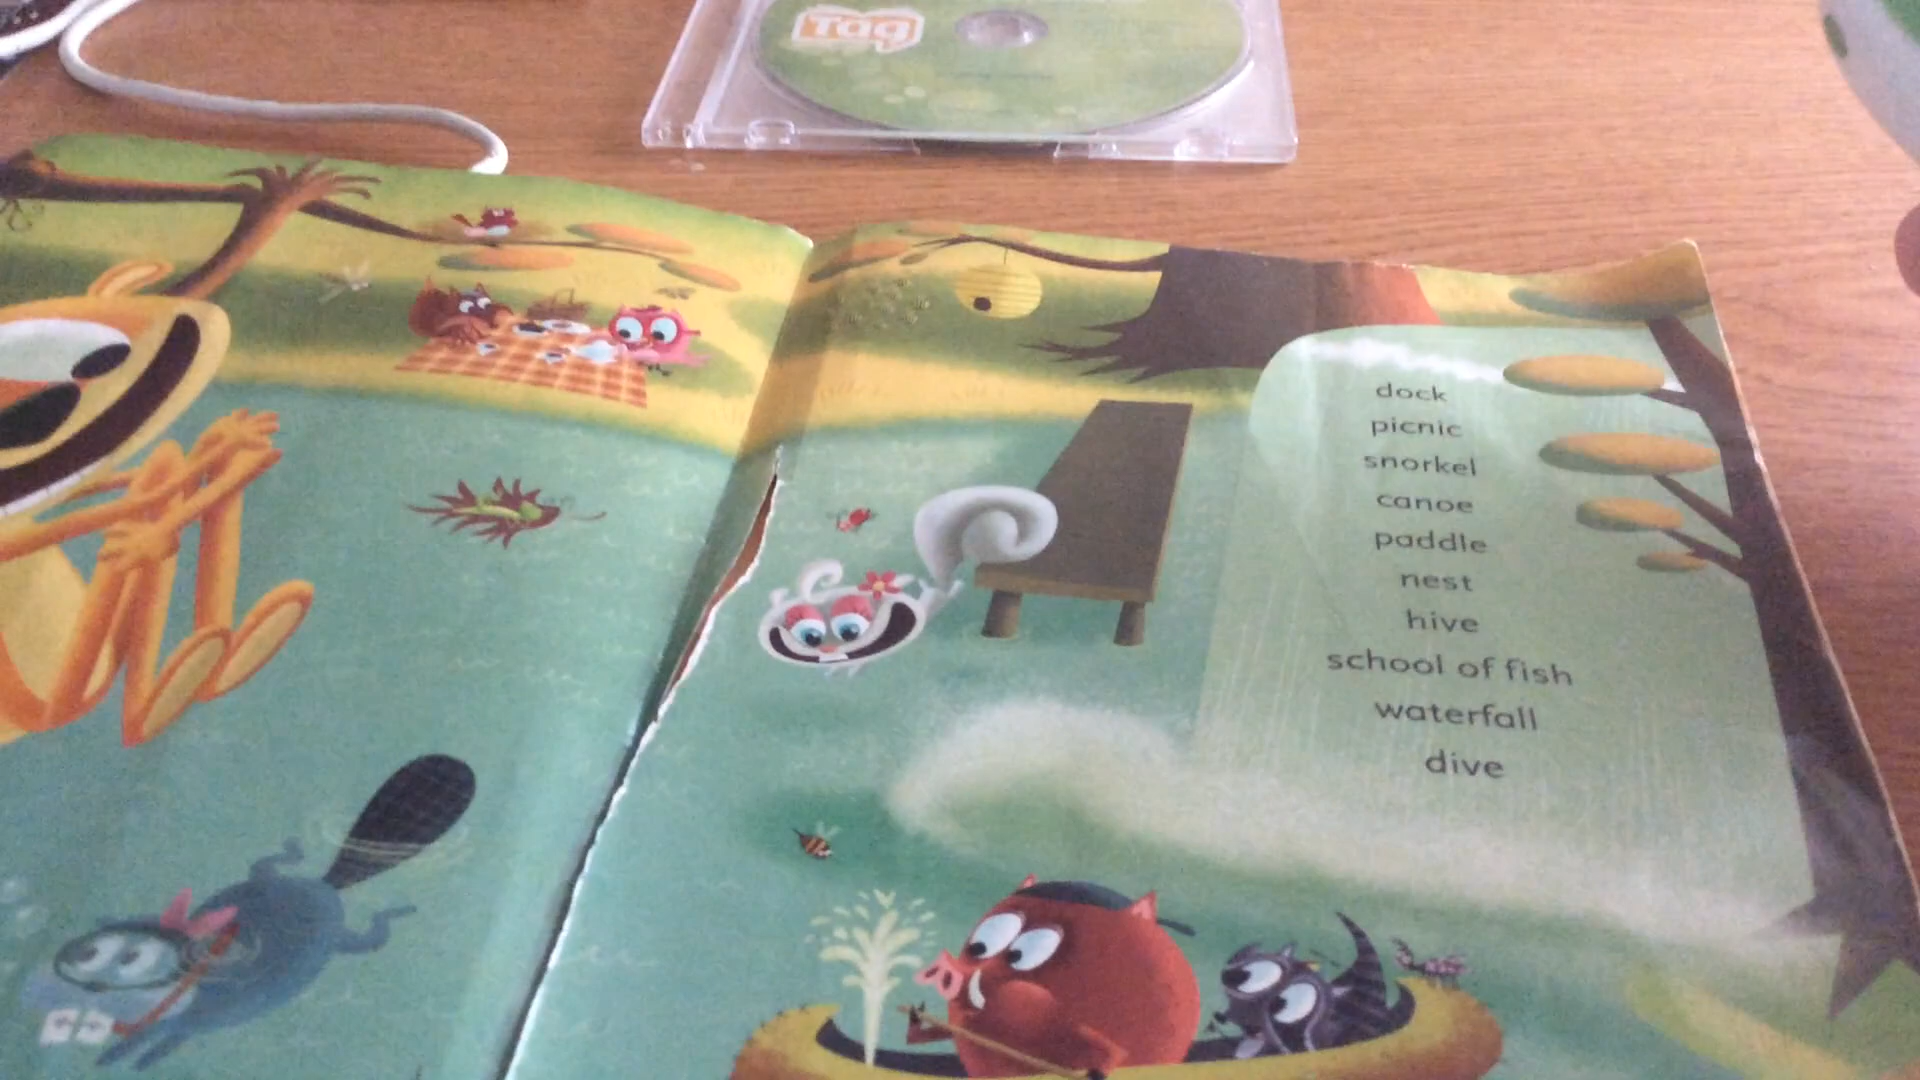 Tag
dock
picnic
snorkel
canoe
paddle
nest
hive
school of fish
waterfall
dive